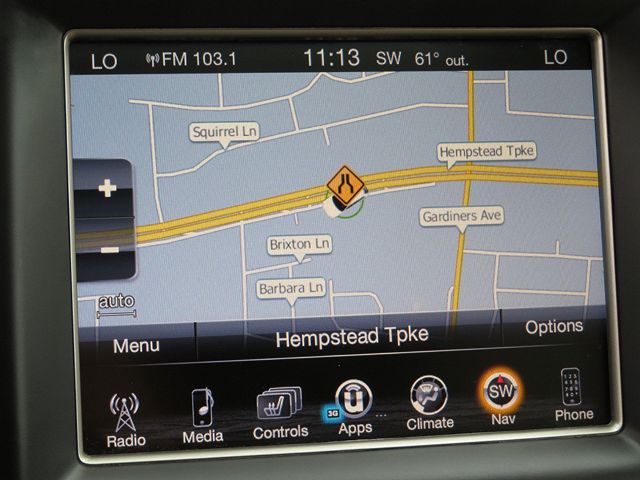 LO FM 103.1 11:13 SW 61° out. LO
Squirrel Ln
Hempstead Tpke
+
Gardiners Ave
Brixton Ln
−
Barbara Ln
auto
Menu Hempstead Tpke Options
SW
3G u ...
Radio Media Controls Apps Climate Nav Phone